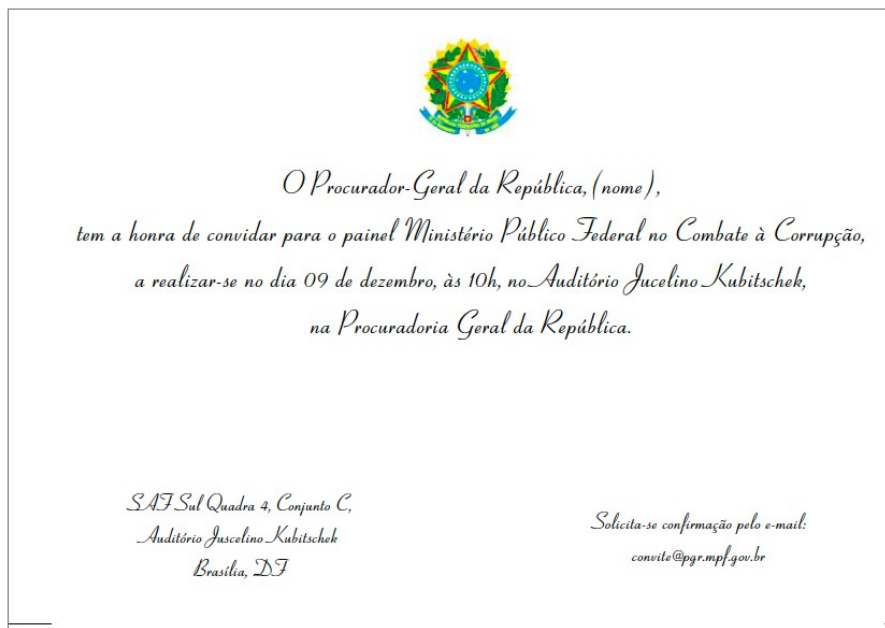 O Procurador-Geral da República, (nome),
tem a honra de convidar para o painel Ministério Público Federal no Combate à Corrupção,
a realizar-se no dia 09 de dezembro, às 10h, no Auditório Jucelino Kubitschek,
na Procuradoria Geral da República.
SAF Sul Quadra 4, Conjunto C,
Auditório Juscelino Kubitschek
Brasília, DF
Solicita-se confirmação pelo e-mail:
convite@pgr.mpf.gov.br